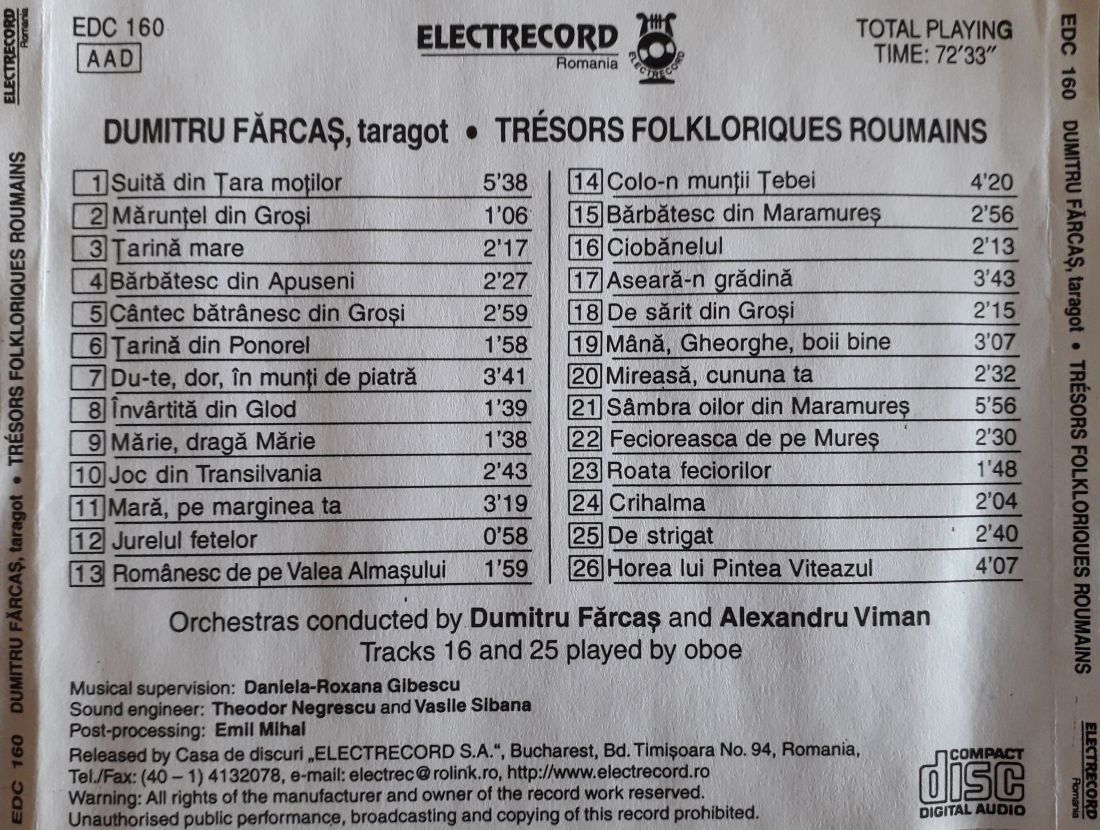 EDC 160
AAD
ELECTRECORD
Romania
ELECTRECORD
TOTAL PLAYING
TIME: 72'33"
DUMITRU FĂRCAȘ, taragot • TRÉSORS FOLKLORIQUES ROUMAINS
1 Suită din Țara moților 5'38
2 Mărunțel din Groși 1'06
3 Țarină mare 2'17
4 Bărbătesc din Apuseni 2'27
5 Cântec bătrânesc din Groși 2'59
6 Țarină din Ponorel 1'58
7 Du-te, dor, în munți de piatră 3'41
8 Învârtită din Glod 1'39
9 Mărie, dragă Mărie 1'38
10 Joc din Transilvania 2'43
11 Mară, pe marginea ta 3'19
12 Jurelul fetelor 0'58
13 Românesc de pe Valea Almașului 1'59
14 Colo-n munții Țebei 4'20
15 Bărbătesc din Maramureș 2'56
16 Ciobănelul 2'13
17 Aseară-n grădină 3'43
18 De sărit din Groși 2'15
19 Mână, Gheorghe, boii bine 3'07
20 Mireasă, cununa ta 2'32
21 Sâmbra oilor din Maramureș 5'56
22 Fecioreasca de pe Mureș 2'30
23 Roata feciorilor 1'48
24 Crihalma 2'04
25 De strigat 2'40
26 Horea lui Pintea Viteazul 4'07
Orchestras conducted by Dumitru Fărcaș and Alexandru Viman
Tracks 16 and 25 played by oboe
Musical supervision: Daniela-Roxana Gibescu
Sound engineer: Theodor Negrescu and Vasile Sibana
Post-processing: Emil Mihai
Released by Casa de discuri „ELECTRECORD S.A.“, Bucharest, Bd. Timișoara No. 94, Romania,
Tel./Fax: (40 – 1) 4132078, e-mail: electrec@rolink.ro, http://www.electrecord.ro
Warning: All rights of the manufacturer and owner of the record work reserved.
Unauthorised public performance, broadcasting and copying of this record prohibited.
COMPACT
disc
DIGITAL AUDIO
EDC 160 DUMITRU FĂRCAȘ, taragot • TRÉSORS FOLKLORIQUES ROUMAINS ELECTRECORD Romania
EDC 160 DUMITRU FĂRCAȘ, taragot • TRÉSORS FOLKLORIQUES ROUMAINS ELECTRECORD Romania